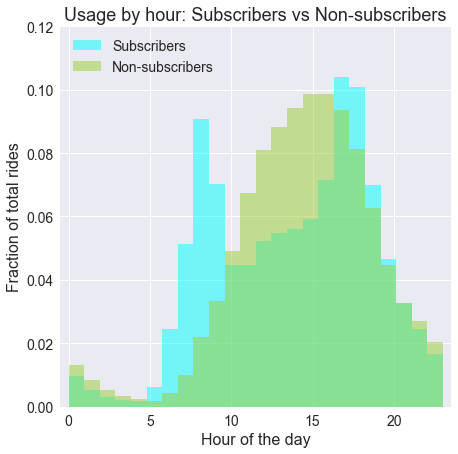 Usage by hour: Subscribers vs Non-subscribers
0.12
Subscribers
Non-subscribers
0.10
0.08
0.06
0.04
0.02
0.00
Fraction of total rides
0 5 10 15 20
Hour of the day